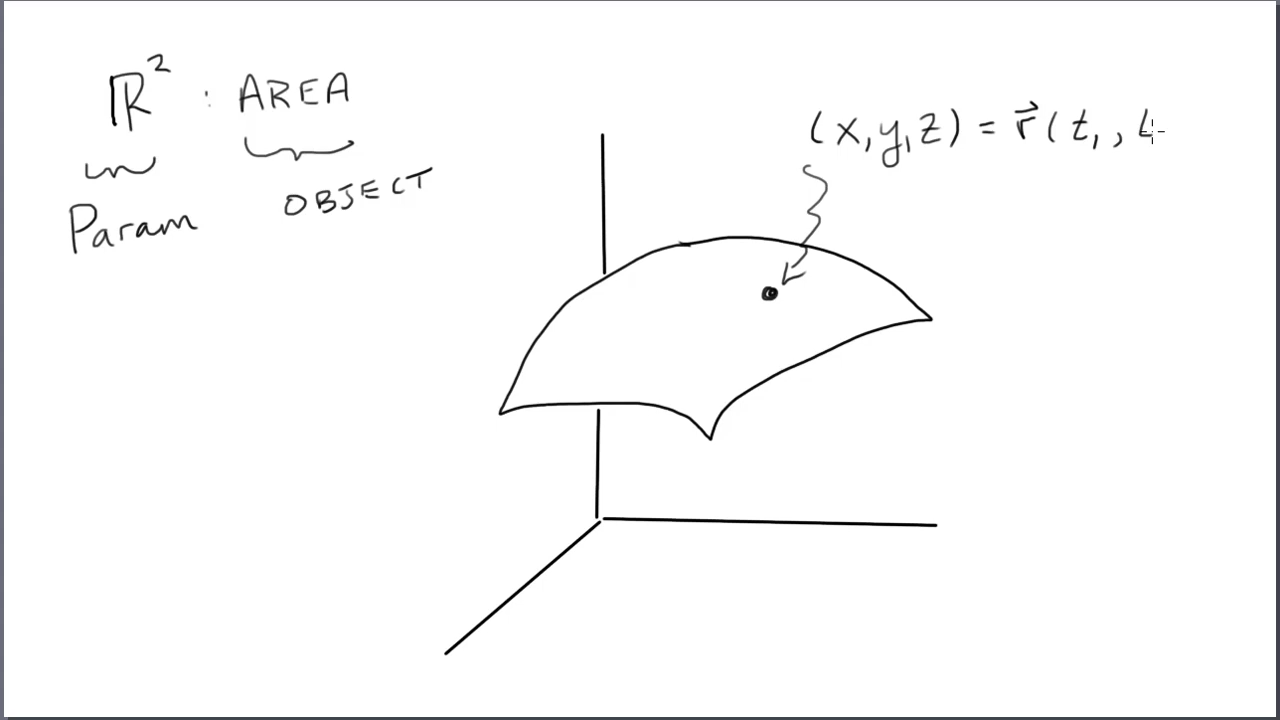 ℝ² : AREA
Param
OBJECT
(x, y, z) = r⃗ ( t₁ ,